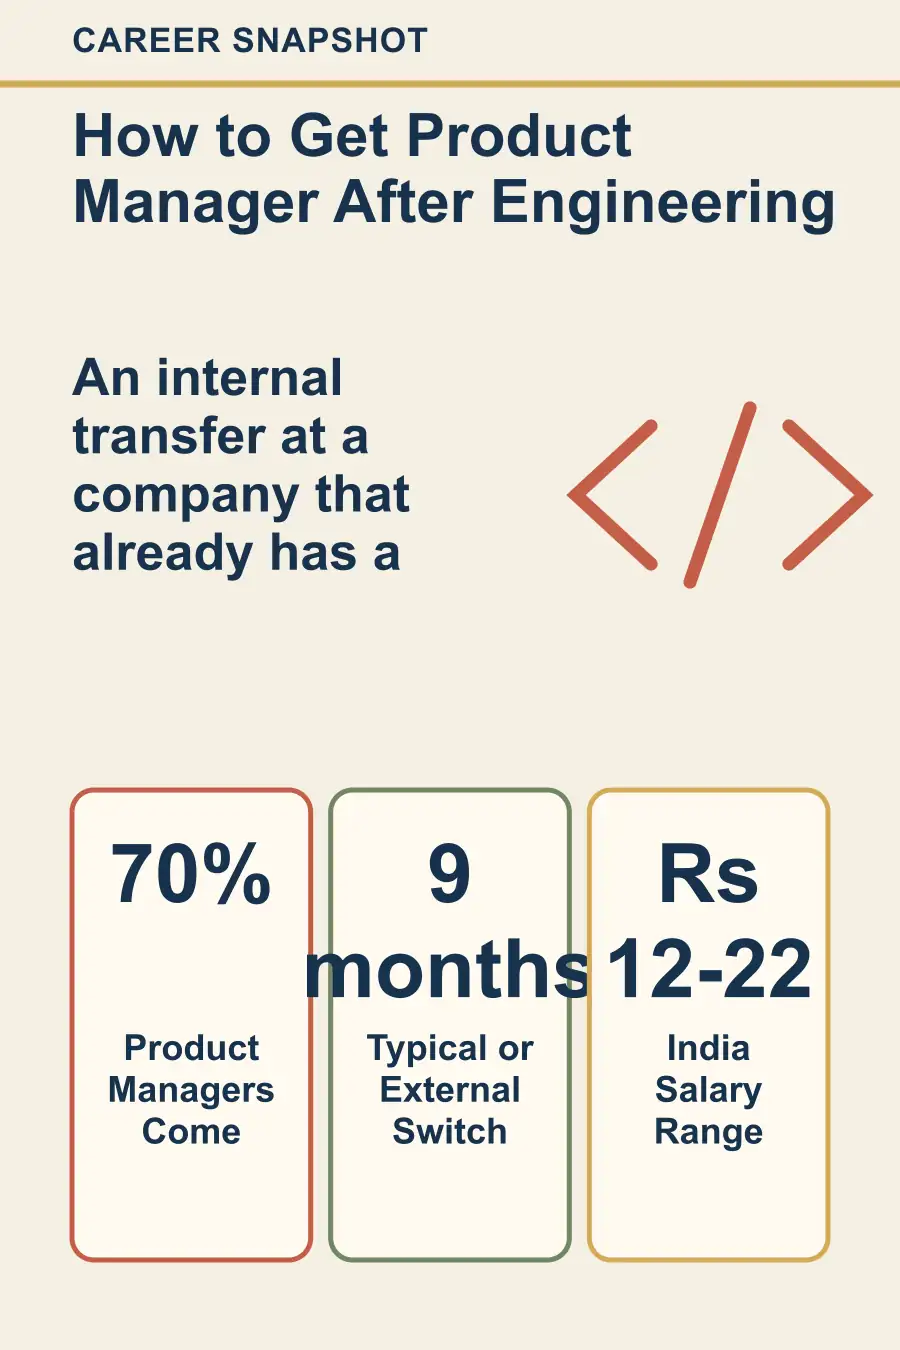 CAREER SNAPSHOT
How to Get Product
Manager After Engineering
An internal
transfer at a
company that
already has a
70%
Product
Managers
Come
9
months
Typical or
External
Switch
Rs
12-22
India
Salary
Range